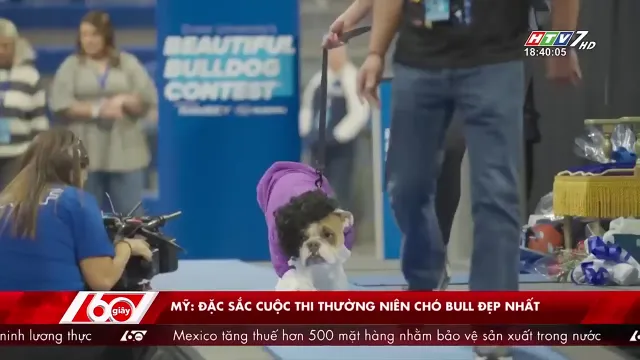 HTV7 HD
18:40:05
BEAUTIFUL
BULLDOG
CONTEST
60 giây
MỸ: ĐẶC SẮC CUỘC THI THƯỜNG NIÊN CHÓ BULL ĐẸP NHẤT
ninh lương thực 60 Mexico tăng thuế hơn 500 mặt hàng nhằm bảo vệ sản xuất trong nước 60